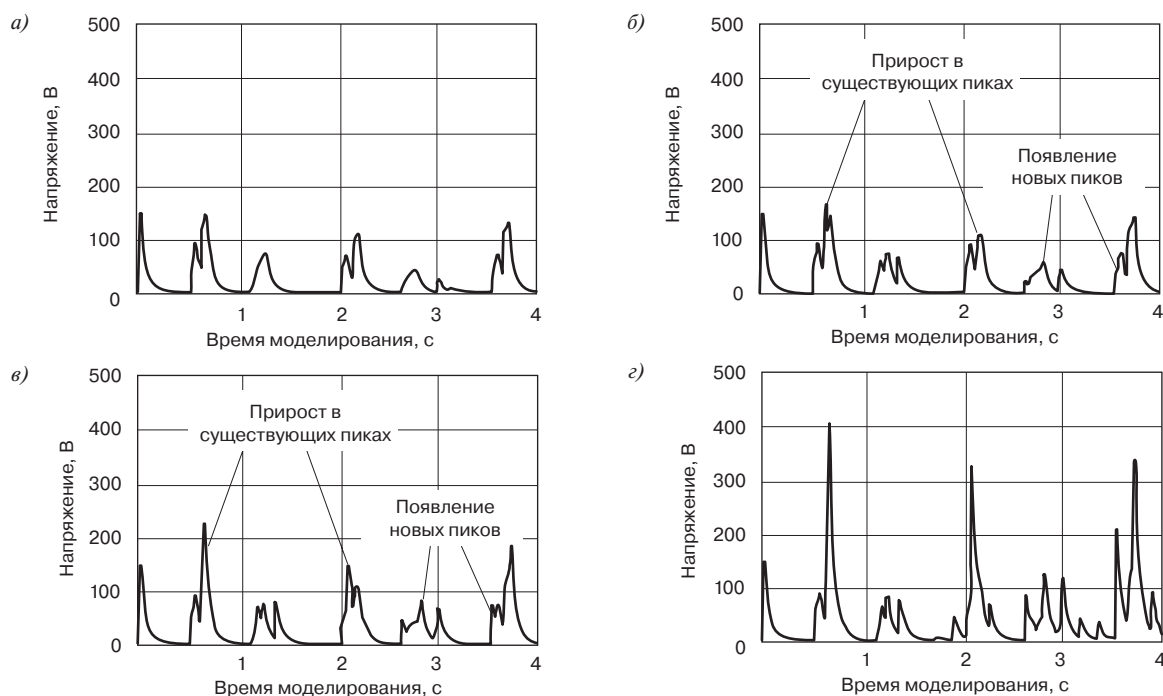 а)
500
400
300
200
100
0
Напряжение, В
1
2
3
4
Время моделирования, с
б)
500
400
300
200
100
0
Напряжение, В
Прирост в
существующих пиках
Появление
новых пиков
1
2
3
4
Время моделирования, с
в)
500
400
300
200
100
0
Напряжение, В
Прирост в
существующих пиках
Появление
новых пиков
1
2
3
4
Время моделирования, с
г)
500
400
300
200
100
0
Напряжение, В
1
2
3
4
Время моделирования, с